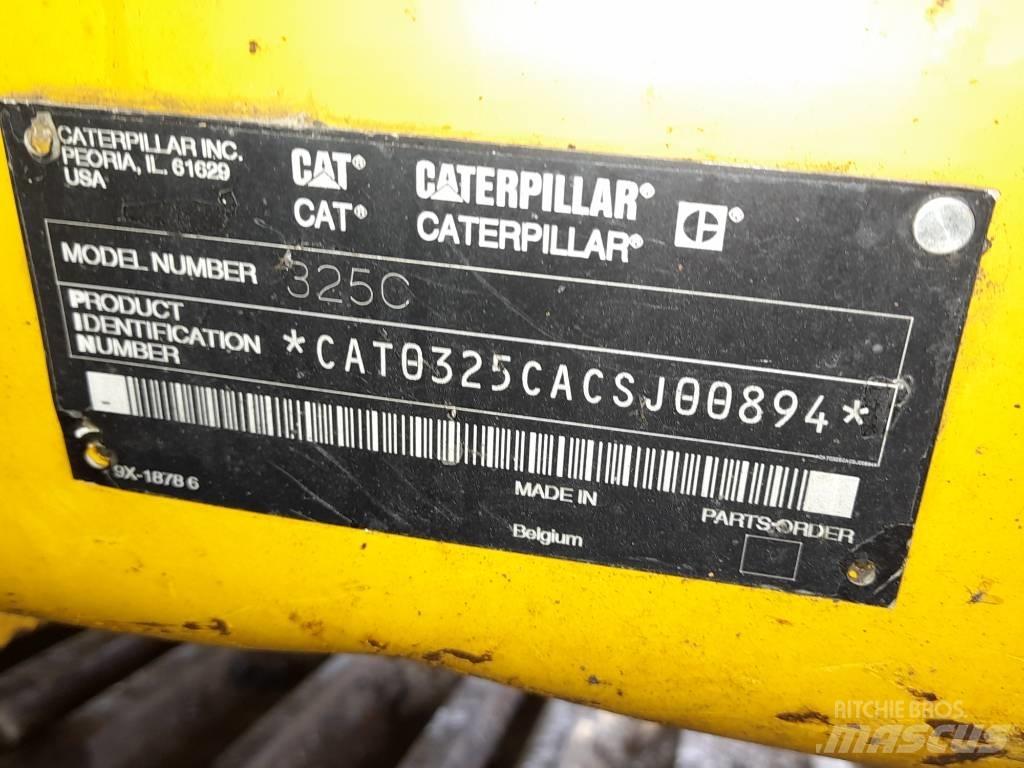 CATERPILLAR INC.
PEORIA, IL. 61629
USA
CAT® CATERPILLAR®
CAT® CATERPILLAR®
MODEL NUMBER 325C
PRODUCT
IDENTIFICATION
NUMBER
*CAT0325CACSJ00894*
9X-1878 6
MADE IN
Belgium
PARTS-ORDER
RITCHIE BROS.
mascus